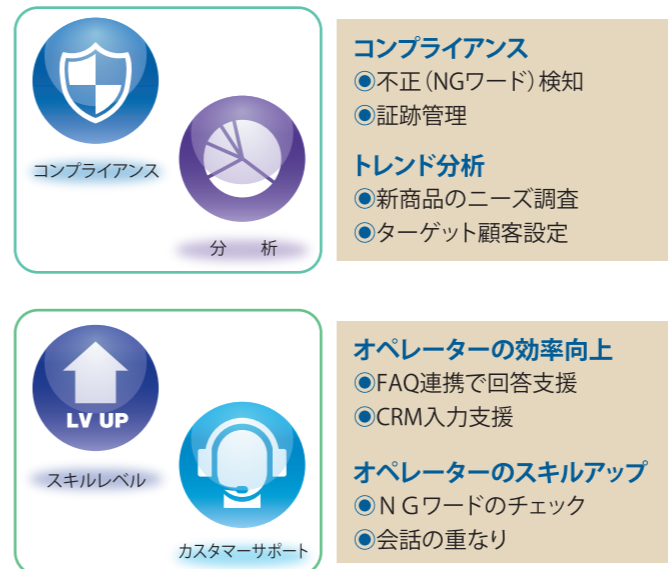 コンプライアンス
分　析
コンプライアンス
◉不正（NGワード）検知
◉証跡管理
トレンド分析
◉新商品のニーズ調査
◉ターゲット顧客設定
LV UP
スキルレベル
カスタマーサポート
オペレーターの効率向上
◉FAQ連携で回答支援
◉CRM入力支援
オペレーターのスキルアップ
◉ＮＧワードのチェック
◉会話の重なり